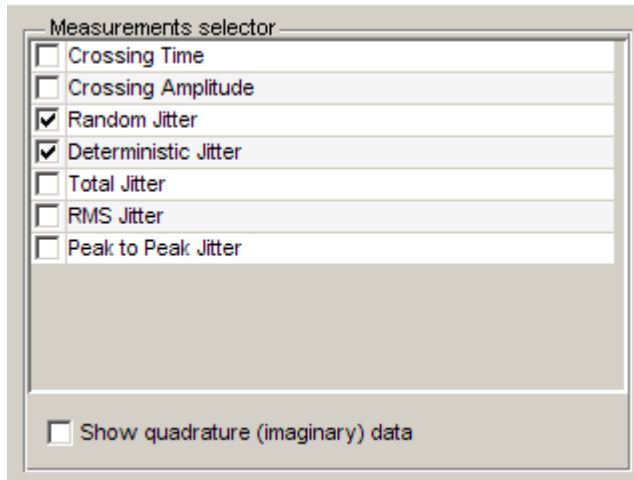 Measurements selector
Crossing Time
Crossing Amplitude
Random Jitter
Deterministic Jitter
Total Jitter
RMS Jitter
Peak to Peak Jitter
Show quadrature (imaginary) data